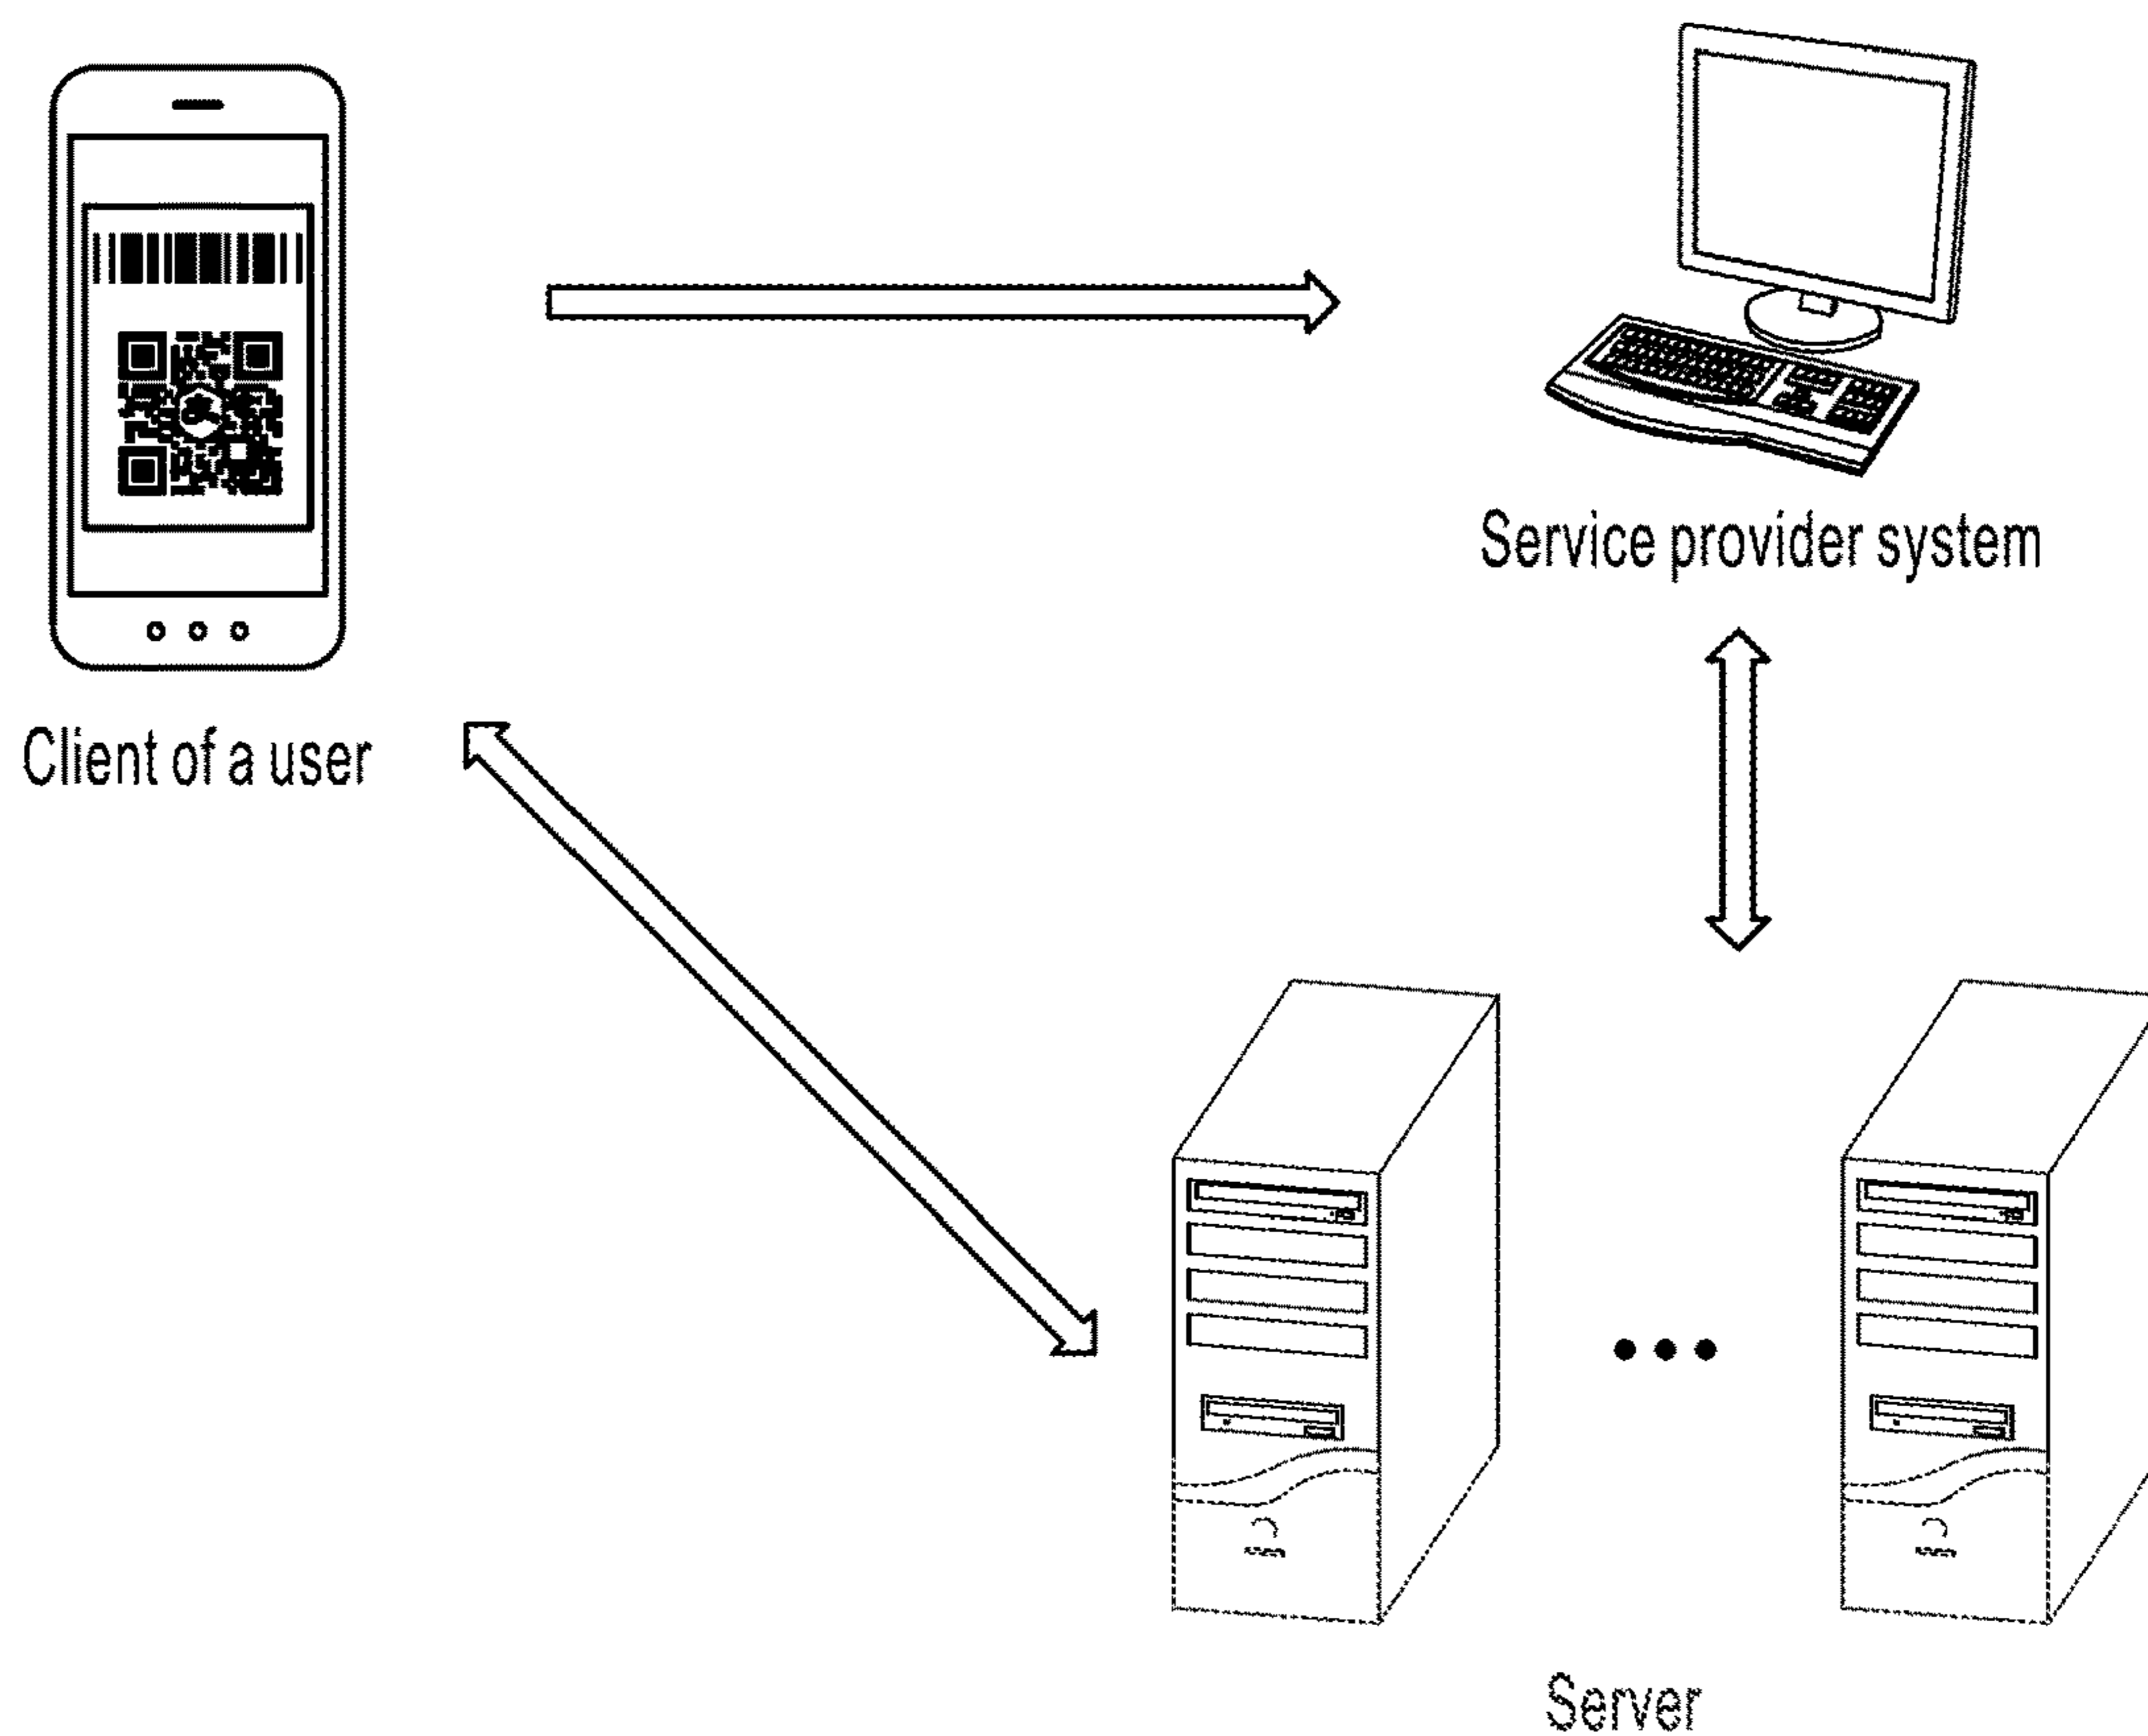 Service provider system
Client of a user
Server